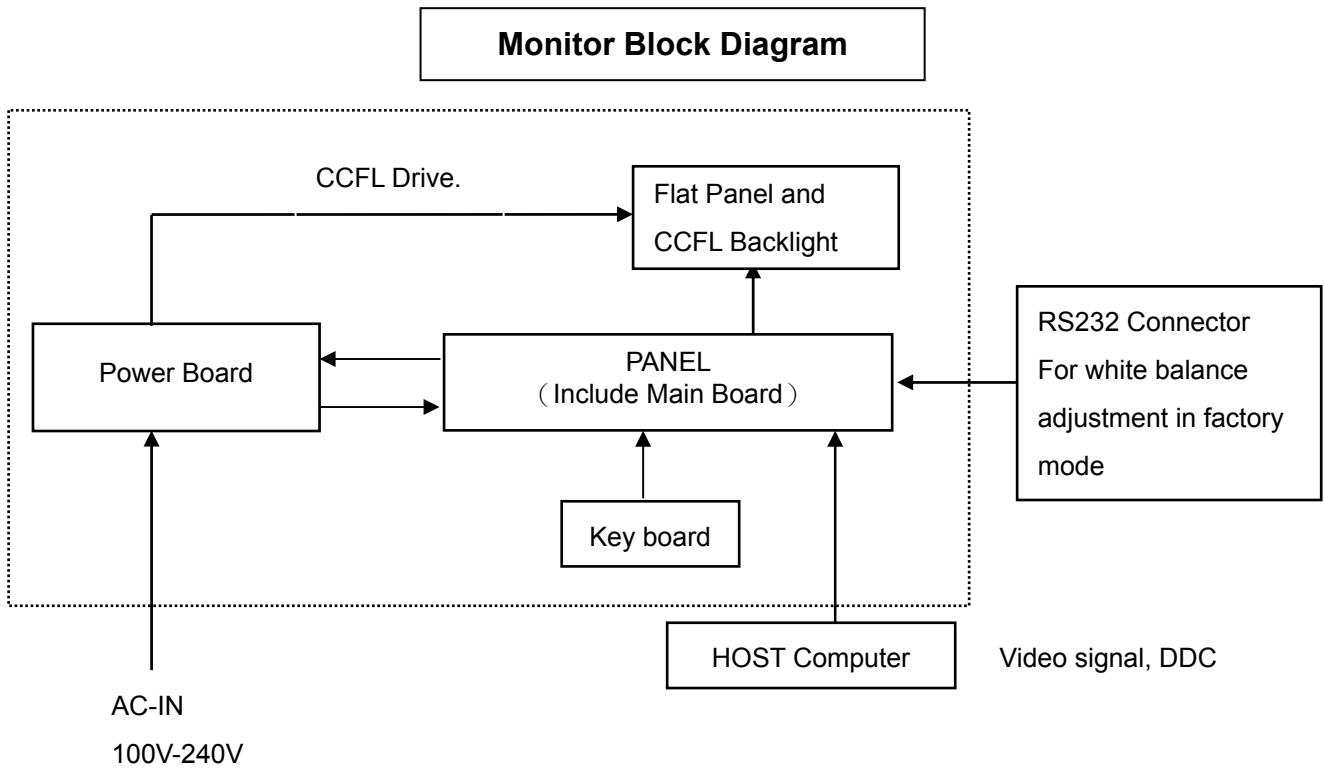 Monitor Block Diagram
CCFL Drive.
Flat Panel and
CCFL Backlight
Power Board
PANEL
（Include Main Board）
RS232 Connector
For white balance
adjustment in factory
mode
Key board
HOST Computer
Video signal, DDC
AC-IN
100V-240V